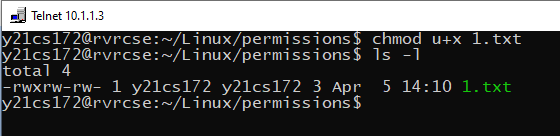 Telnet 10.1.1.3
y21cs172@rvrcse:~/Linux/permissions$ chmod u+x 1.txt
y21cs172@rvrcse:~/Linux/permissions$ ls -l
total 4
-rwxrw-rw- 1 y21cs172 y21cs172 3 Apr  5 14:10 1.txt
y21cs172@rvrcse:~/Linux/permissions$